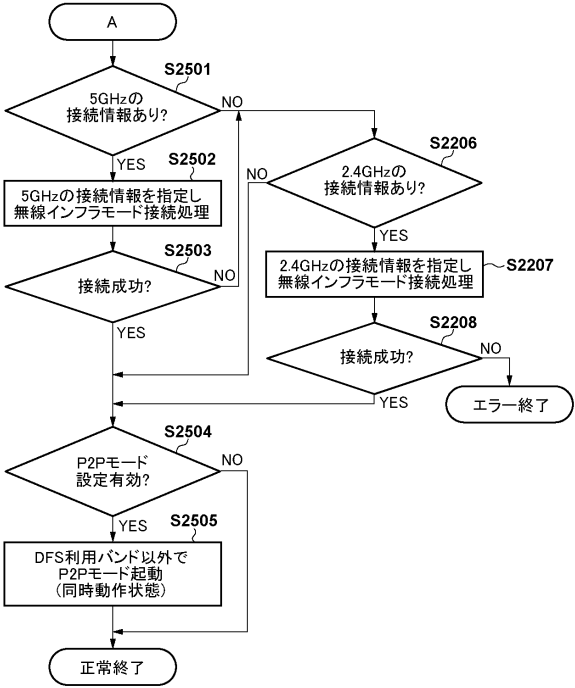 A
S2501
5GHzの
接続情報あり?
NO
YES
S2502
5GHzの接続情報を指定し
無線インフラモード接続処理
S2503
接続成功?
NO
YES
S2206
2.4GHzの
接続情報あり?
NO
YES
S2207
2.4GHzの接続情報を指定し
無線インフラモード接続処理
S2208
接続成功?
NO
YES
エラー終了
S2504
P2Pモード
設定有効?
NO
YES
S2505
DFS利用バンド以外で
P2Pモード起動
(同時動作状態)
正常終了